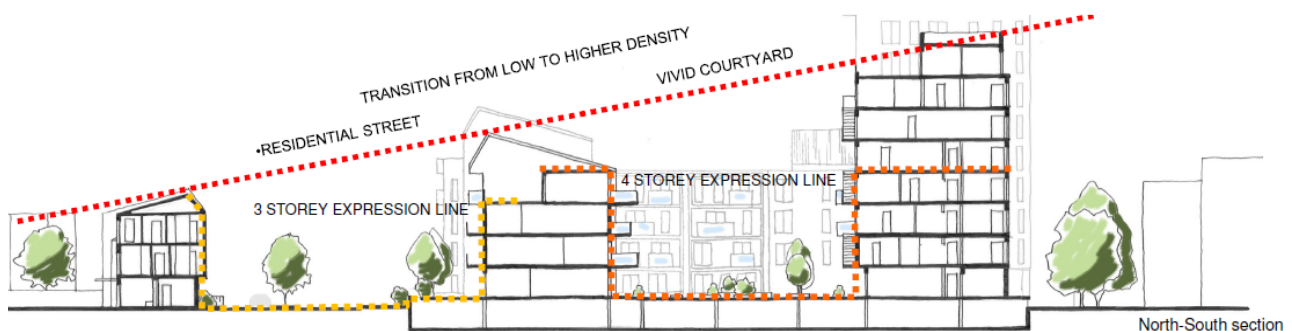 TRANSITION FROM LOW TO HIGHER DENSITY
VIVID COURTYARD
•RESIDENTIAL STREET
4 STOREY EXPRESSION LINE
3 STOREY EXPRESSION LINE
North-South section